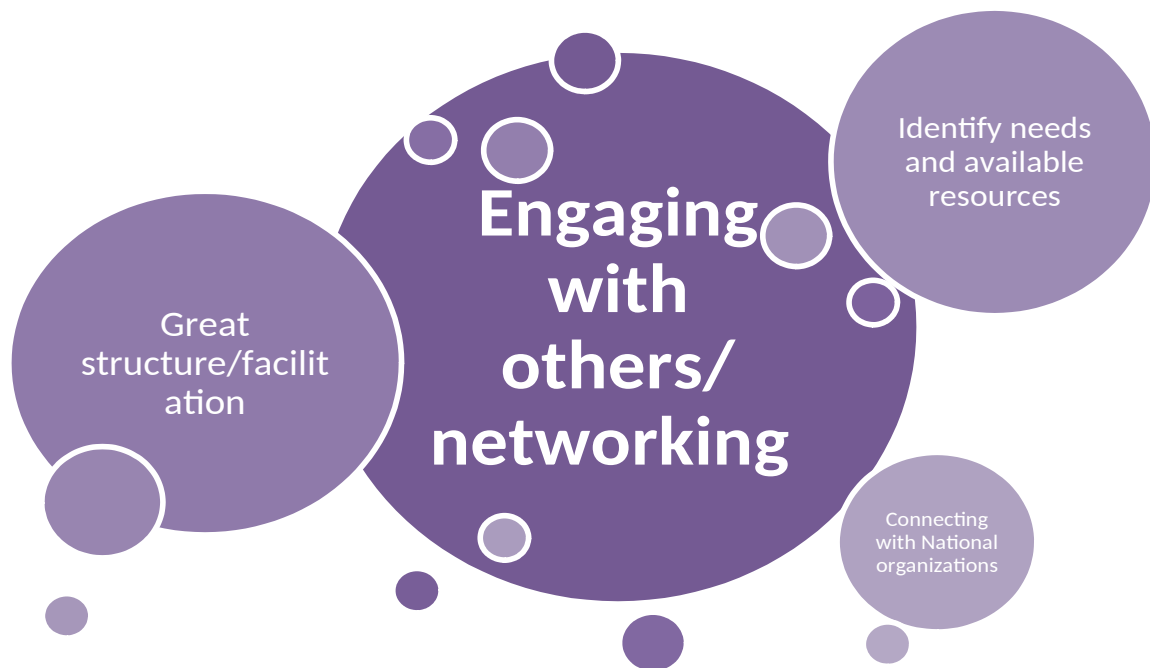 Identify needs
and available
resources
Engaging
with
others/
networking
Great
structure/facilit
ation
Connecting
with National
organizations